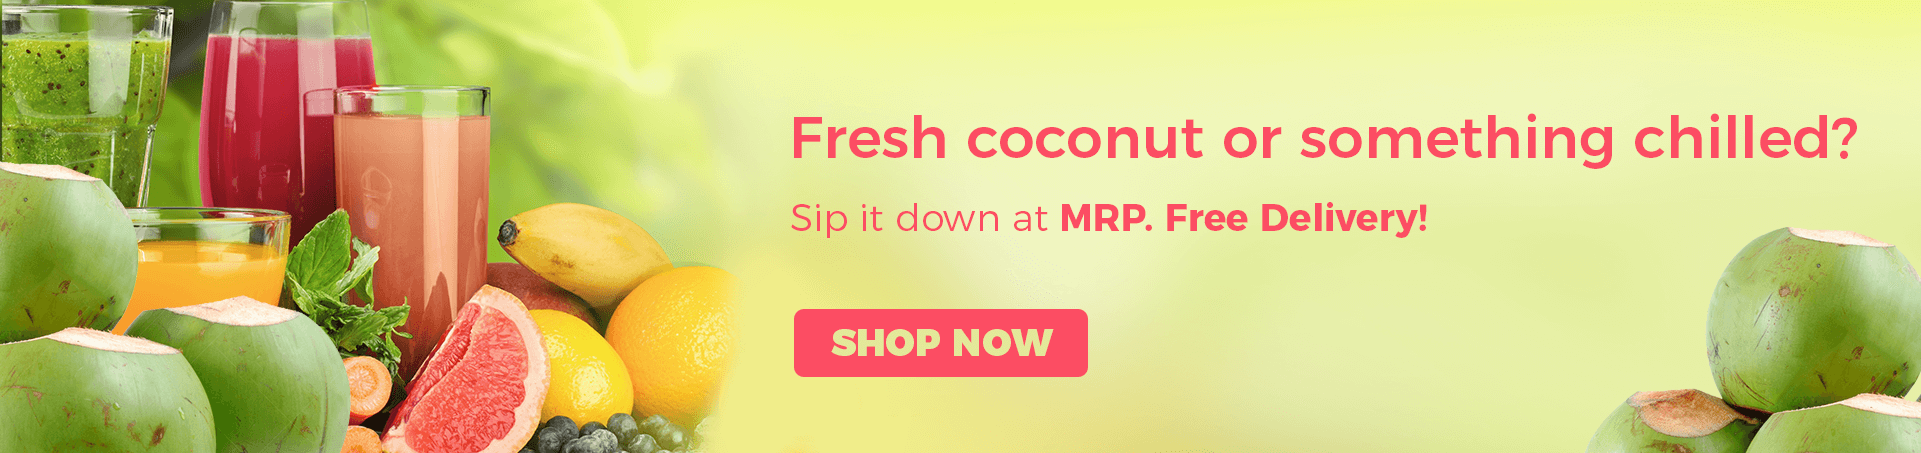 Fresh coconut or something chilled?
Sip it down at MRP. Free Delivery!
SHOP NOW